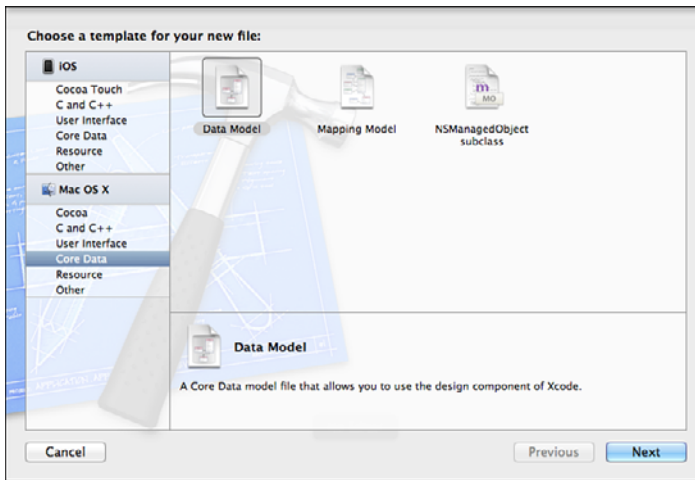 Choose a template for your new file:
iOS
Cocoa Touch
C and C++
User Interface
Core Data
Resource
Other
Mac OS X
Cocoa
C and C++
User Interface
Core Data
Resource
Other
Data Model
Mapping Model
NSManagedObject
subclass
m
MO
Data Model
A Core Data model file that allows you to use the design component of Xcode.
Cancel
Previous
Next